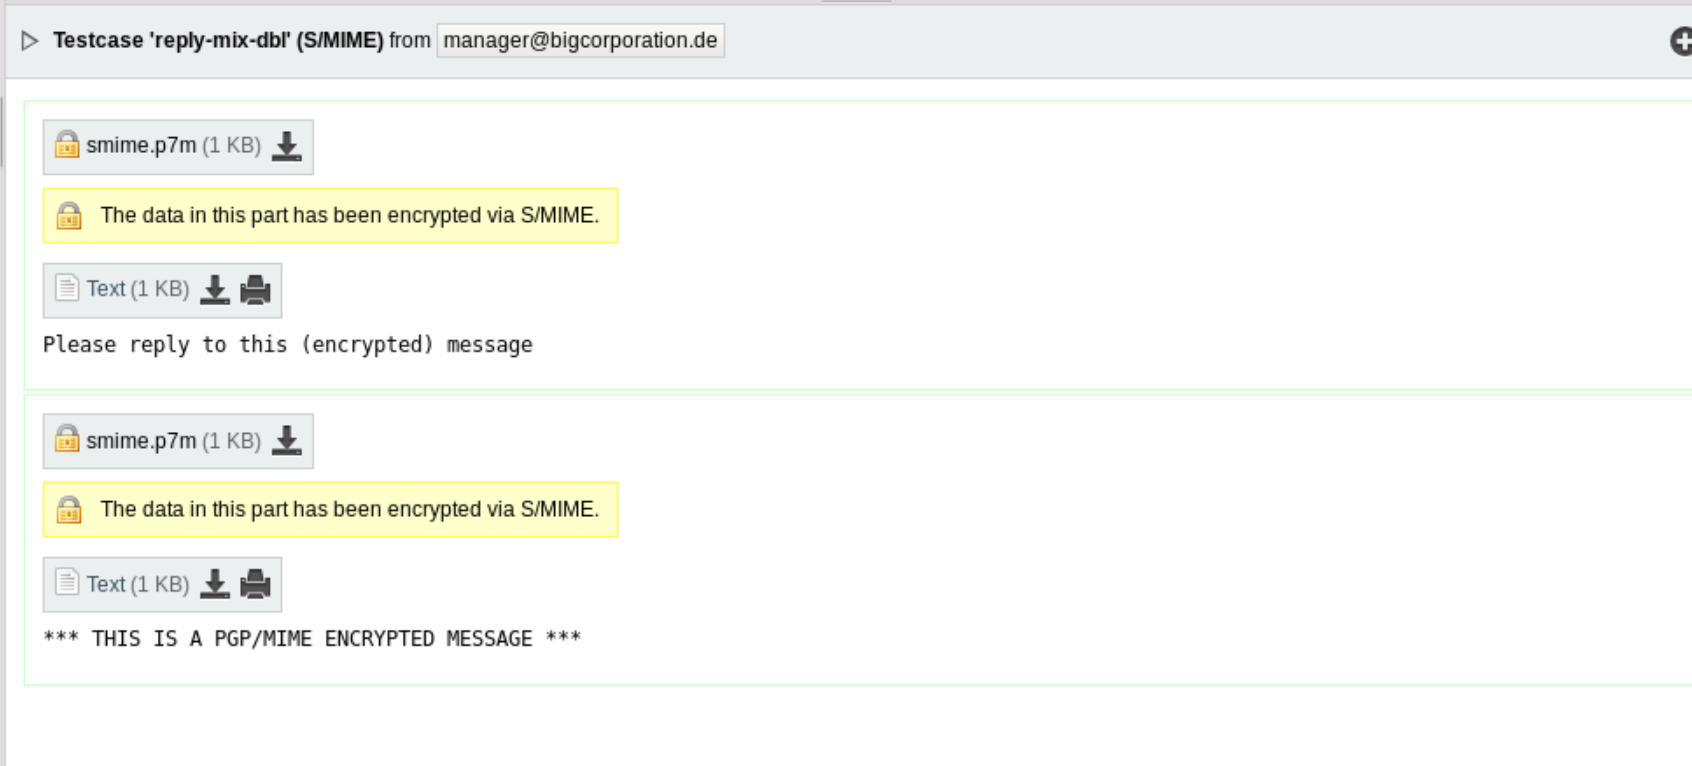 Testcase 'reply-mix-dbl' (S/MIME) from manager@bigcorporation.de
smime.p7m (1 KB)
The data in this part has been encrypted via S/MIME.
Text (1 KB)
Please reply to this (encrypted) message
smime.p7m (1 KB)
The data in this part has been encrypted via S/MIME.
Text (1 KB)
*** THIS IS A PGP/MIME ENCRYPTED MESSAGE ***